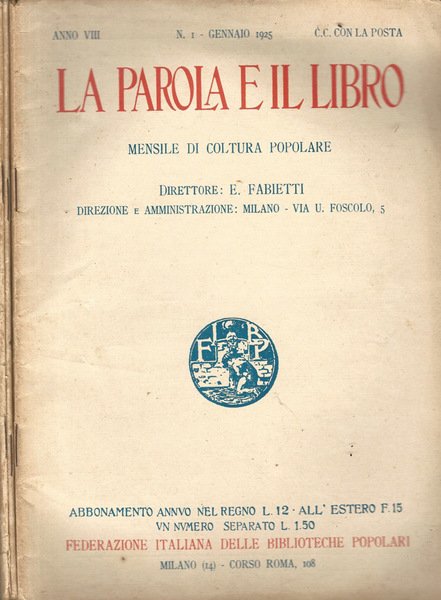 ANNO VIII N. 1 - GENNAIO 1925 C.C. CON LA POSTA
LA PAROLA E IL LIBRO
MENSILE DI COLTURA POPOLARE
DIRETTORE: E. FABIETTI
DIREZIONE E AMMINISTRAZIONE: MILANO - VIA U. FOSCOLO, 5
F I B P
ABBONAMENTO ANNVO NEL REGNO L. 12 · ALL' ESTERO F. 15
VN NVMERO SEPARATO L. 1.50
FEDERAZIONE ITALIANA DELLE BIBLIOTECHE POPOLARI
MILANO (14) - CORSO ROMA, 108